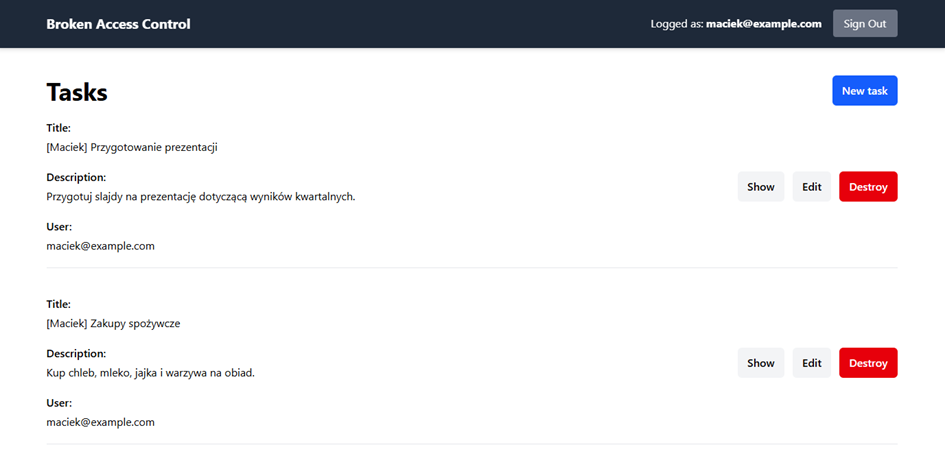 Broken Access Control
Logged as: maciek@example.com
Sign Out
Tasks
New task
Title:
[Maciek] Przygotowanie prezentacji
Description:
Przygotuj slajdy na prezentację dotyczącą wyników kwartalnych.
Show
Edit
Destroy
User:
maciek@example.com
Title:
[Maciek] Zakupy spożywcze
Description:
Kup chleb, mleko, jajka i warzywa na obiad.
Show
Edit
Destroy
User:
maciek@example.com